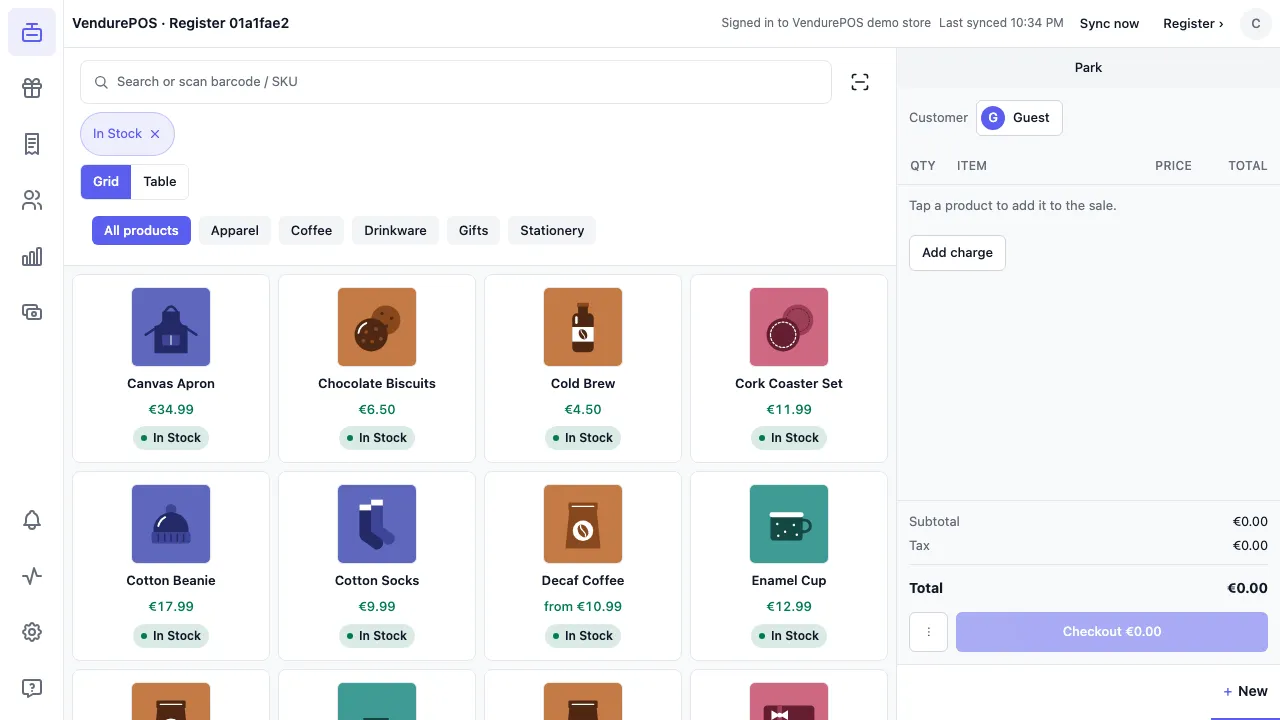 VendurePOS · Register 01a1fae2
Signed in to VendurePOS demo store Last synced 10:34 PM Sync now Register › C
Search or scan barcode / SKU
In Stock ×
Grid Table
All products Apparel Coffee Drinkware Gifts Stationery
Canvas Apron
€34.99
In Stock
Chocolate Biscuits
€6.50
In Stock
Cold Brew
€4.50
In Stock
Cork Coaster Set
€11.99
In Stock
Cotton Beanie
€17.99
In Stock
Cotton Socks
€9.99
In Stock
Decaf Coffee
from €10.99
In Stock
Enamel Cup
€12.99
In Stock
Park
Customer G Guest
QTY ITEM PRICE TOTAL
Tap a product to add it to the sale.
Add charge
Subtotal €0.00
Tax €0.00
Total €0.00
Checkout €0.00
+ New